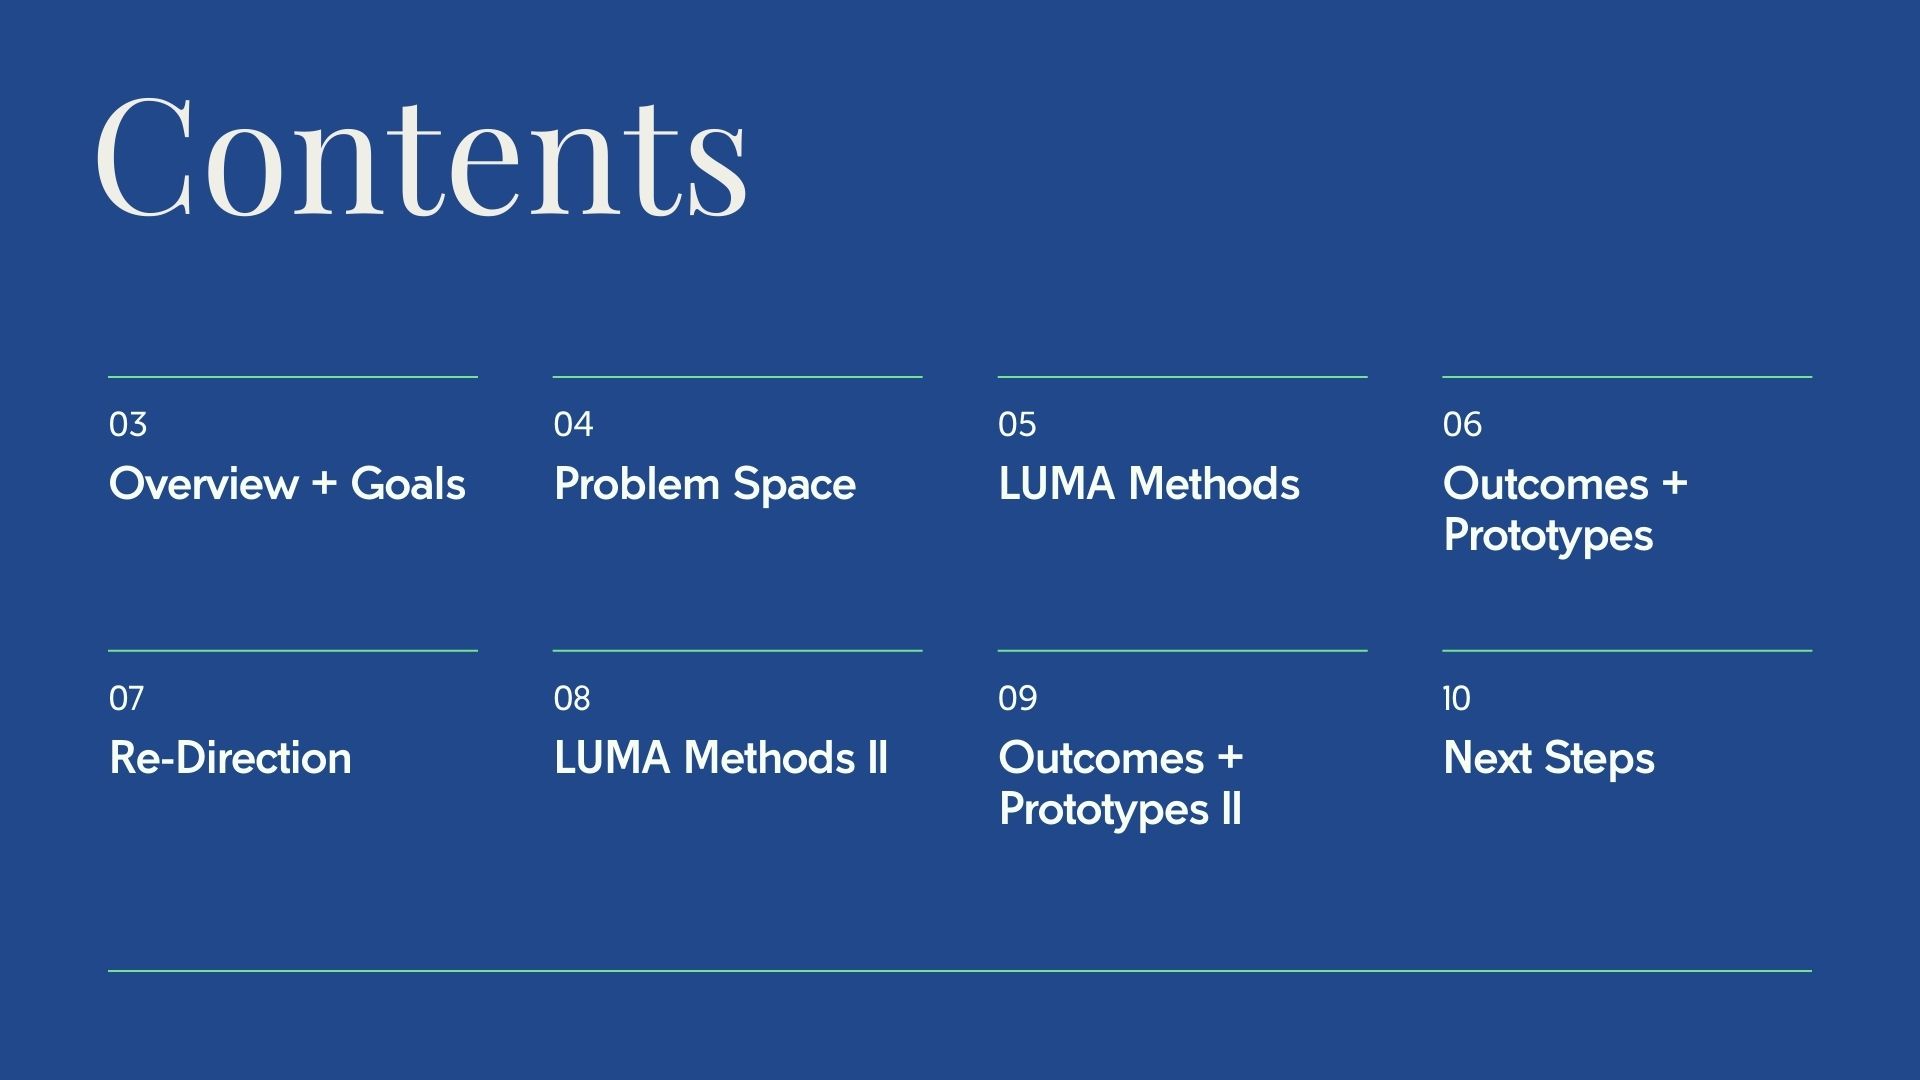 Contents
03
Overview + Goals
04
Problem Space
05
LUMA Methods
06
Outcomes +
Prototypes
07
Re-Direction
08
LUMA Methods II
09
Outcomes +
Prototypes II
10
Next Steps